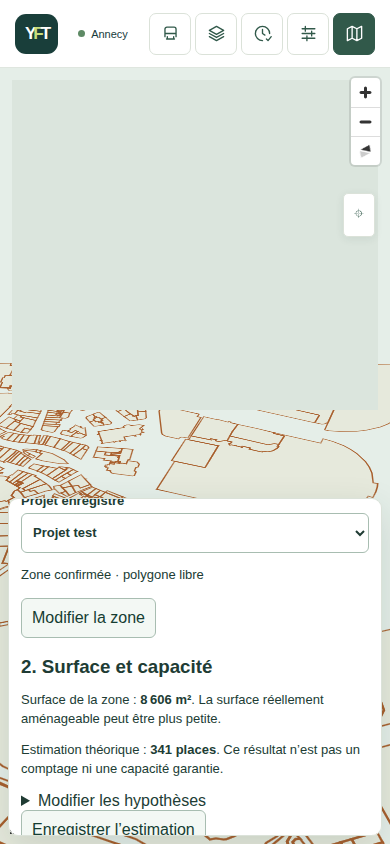 YFT
Annecy
Projet enregistré
Projet test
Zone confirmée · polygone libre
Modifier la zone
2. Surface et capacité
Surface de la zone : 8 606 m². La surface réellement
aménageable peut être plus petite.
Estimation théorique : 341 places. Ce résultat n’est pas un
comptage ni une capacité garantie.
Modifier les hypothèses
Enregistrer l’estimation